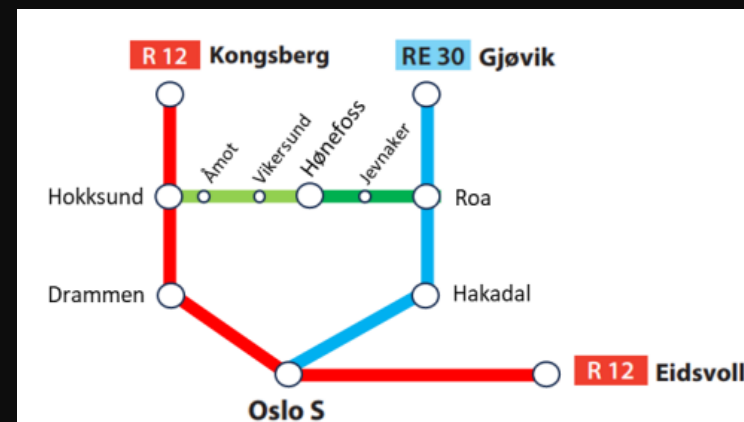 R 12 Kongsberg
RE 30 Gjøvik
Åmot
Vikersund
Hønefoss
Jevnaker
Hokksund
Roa
Drammen
Hakadal
R 12 Eidsvoll
Oslo S